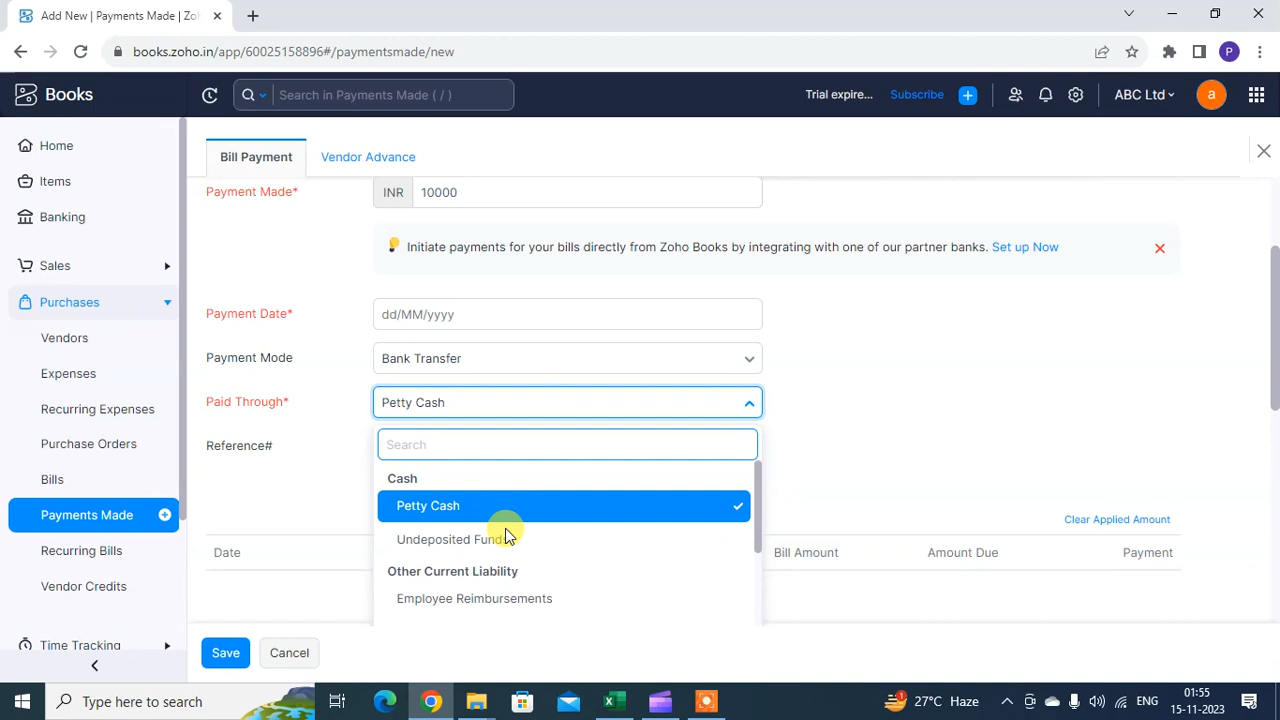 Add New | Payments Made | Zo
books.zoho.in/app/60025158896#/paymentsmade/new
P
Books
Search in Payments Made ( / )
Trial expire...
Subscribe
ABC Ltd
a
Home
Items
Banking
Sales
Purchases
Vendors
Expenses
Recurring Expenses
Purchase Orders
Bills
Payments Made
Recurring Bills
Vendor Credits
Time Tracking
Bill Payment
Vendor Advance
Payment Made*
INR
10000
Initiate payments for your bills directly from Zoho Books by integrating with one of our partner banks. Set up Now
Payment Date*
dd/MM/yyyy
Payment Mode
Bank Transfer
Paid Through*
Petty Cash
Reference#
Search
Cash
Petty Cash
Undeposited Funds
Other Current Liability
Employee Reimbursements
Clear Applied Amount
Date
Bill Amount
Amount Due
Payment
Save
Cancel
Type here to search
1
27°C Haze
ENG
01:55
15-11-2023